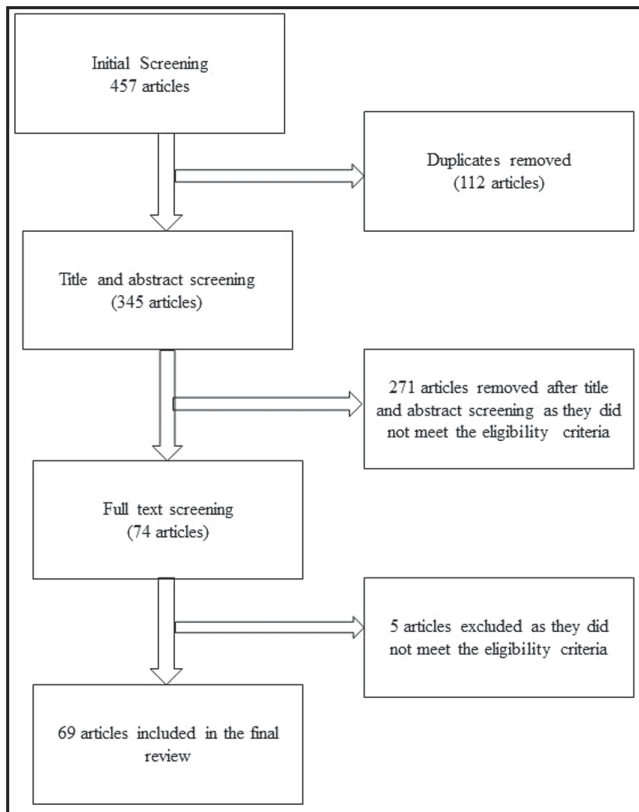 Initial Screening
457 articles
Duplicates removed
(112 articles)
Title and abstract screening
(345 articles)
271 articles removed after title
and abstract screening as they did
not meet the eligibility criteria
Full text screening
(74 articles)
5 articles excluded as they did
not meet the eligibility criteria
69 articles included in the final
review